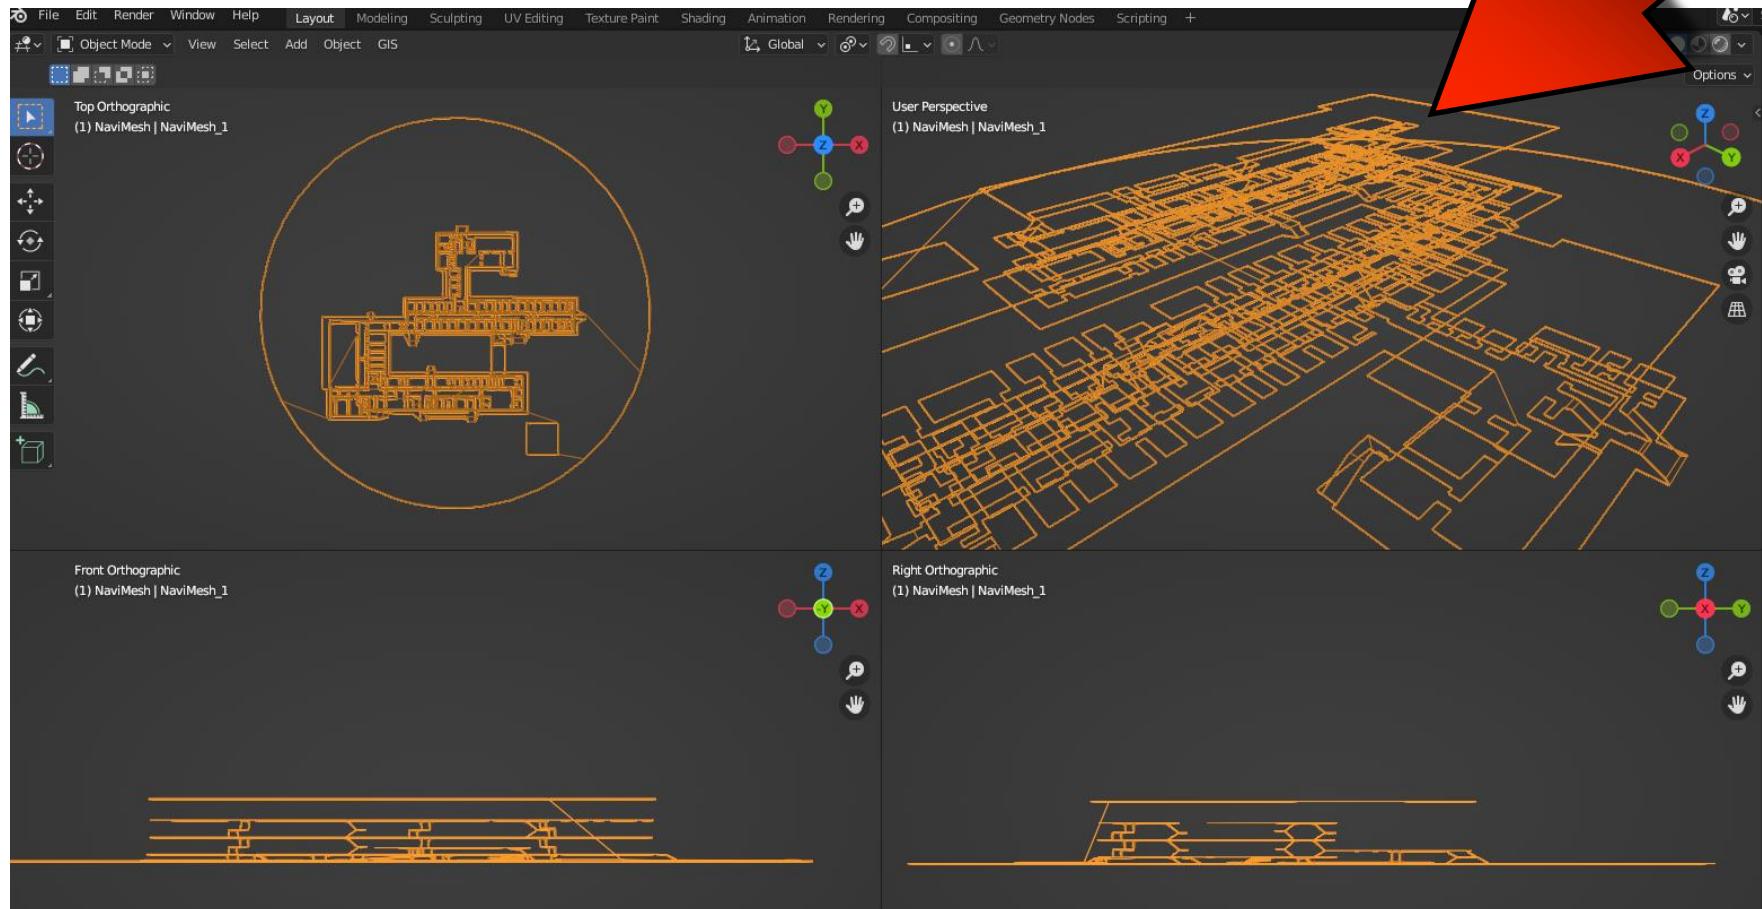 File Edit Render Window Help Layout Modeling Sculpting UV Editing Texture Paint Shading Animation Rendering Compositing Geometry Nodes Scripting +
Object Mode View Select Add Object GIS Global
Options
Top Orthographic
(1) NaviMesh | NaviMesh_1
Y
Z X
User Perspective
(1) NaviMesh | NaviMesh_1
Z
X Y
Front Orthographic
(1) NaviMesh | NaviMesh_1
Z
-Y X
Right Orthographic
(1) NaviMesh | NaviMesh_1
Z
X Y